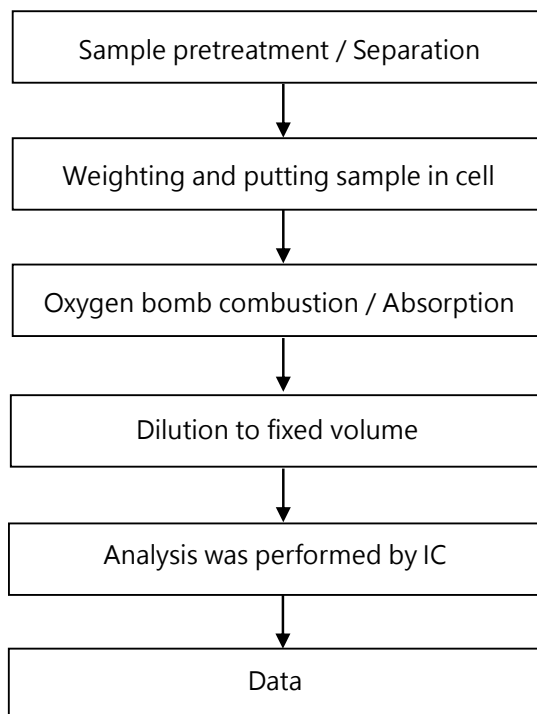 Sample pretreatment / Separation
Weighting and putting sample in cell
Oxygen bomb combustion / Absorption
Dilution to fixed volume
Analysis was performed by IC
Data